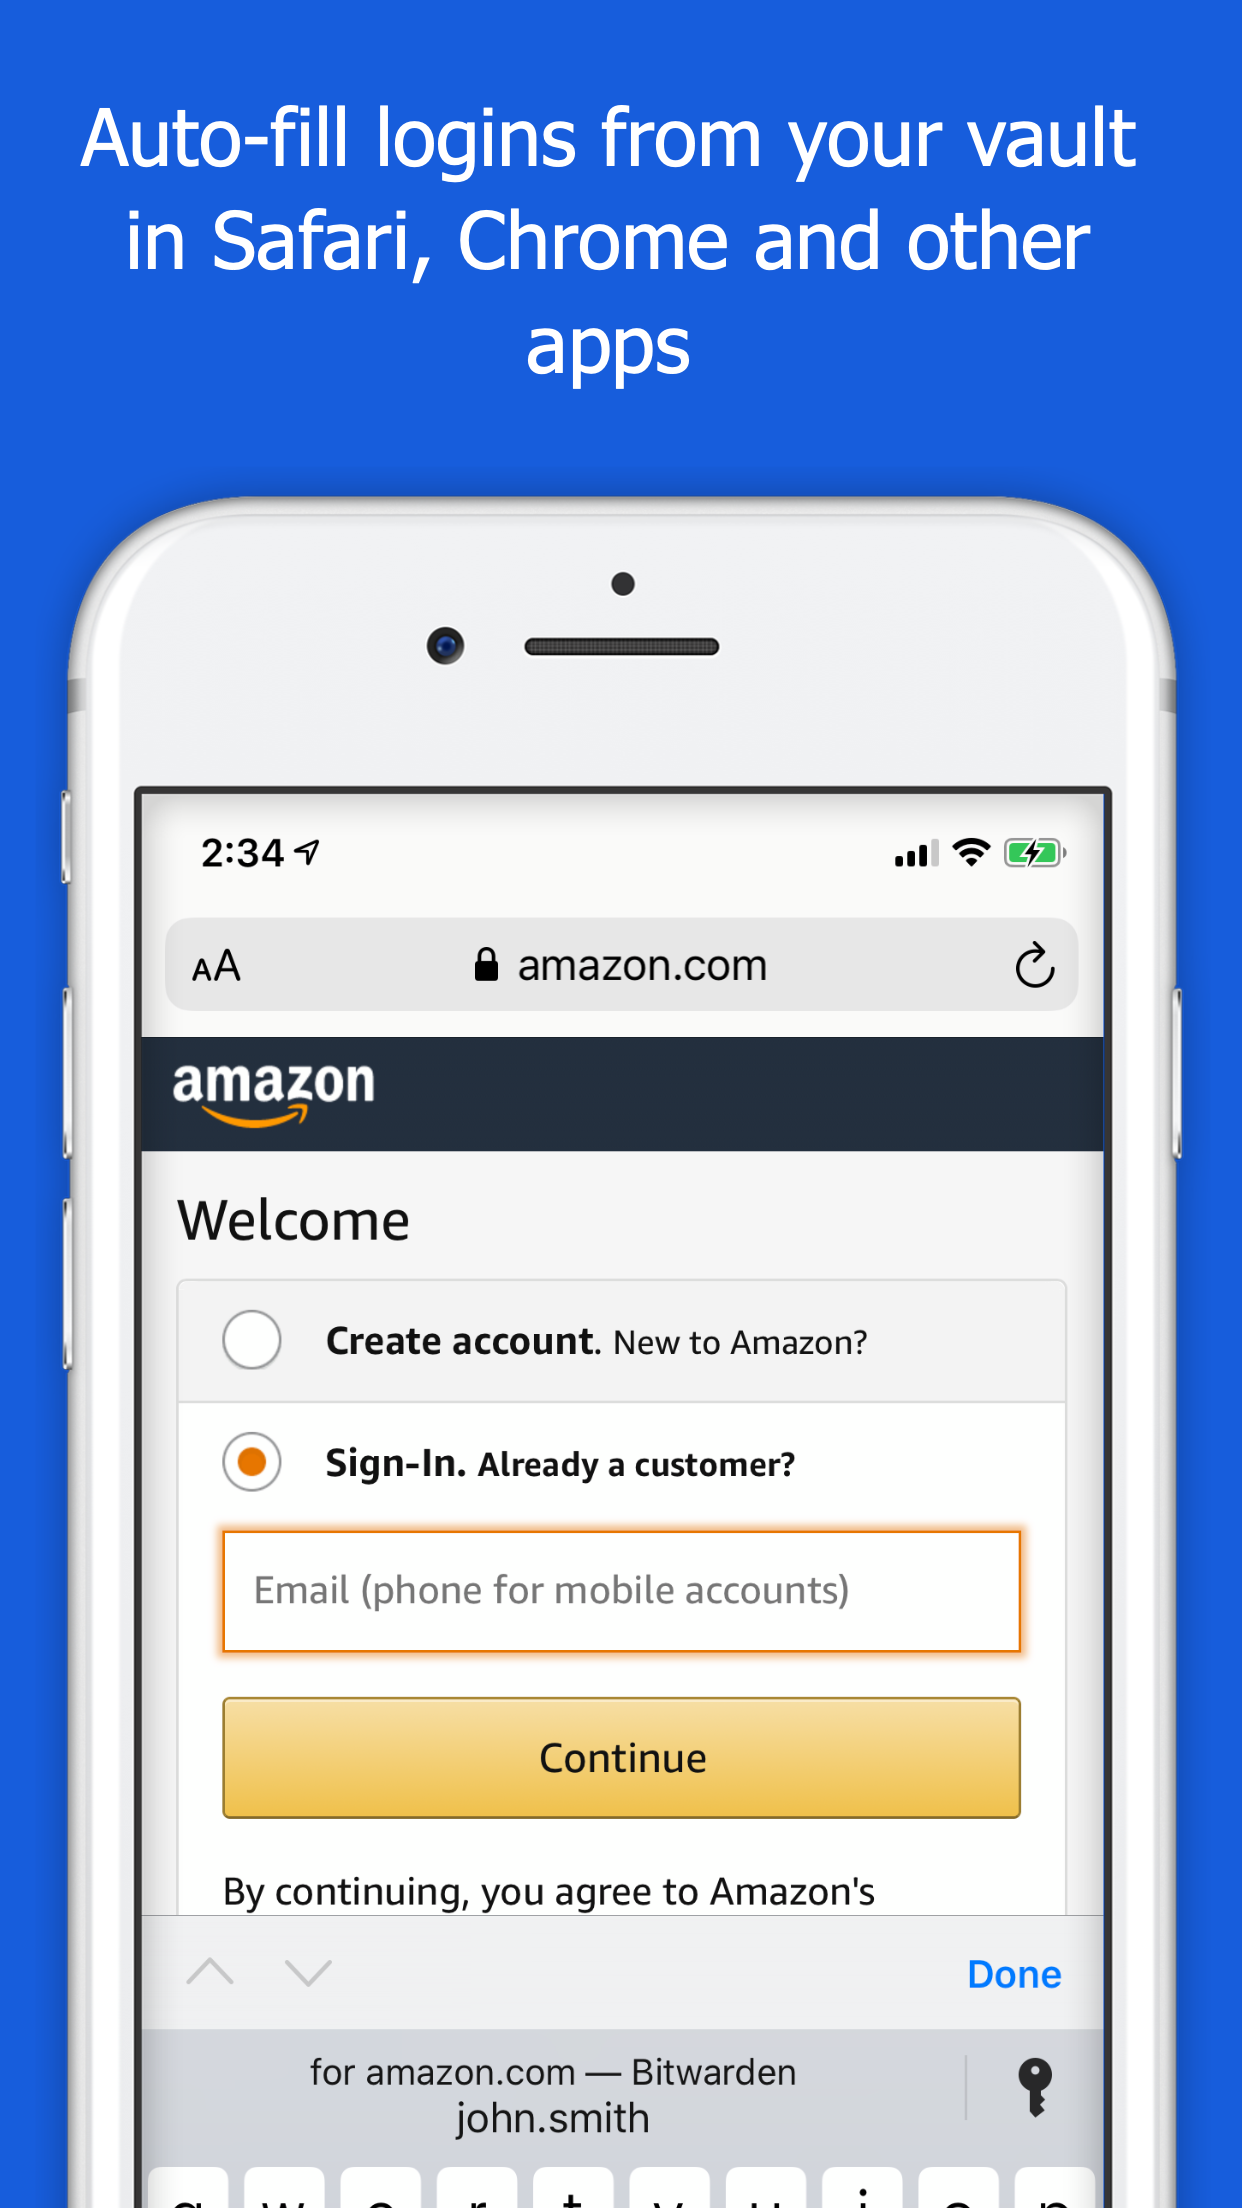 Auto-fill logins from your vault
in Safari, Chrome and other
apps
2:34
AA amazon.com
amazon
Welcome
Create account. New to Amazon?
Sign-In. Already a customer?
Email (phone for mobile accounts)
Continue
By continuing, you agree to Amazon's
Done
for amazon.com — Bitwarden
john.smith
q w e r t y u i o p